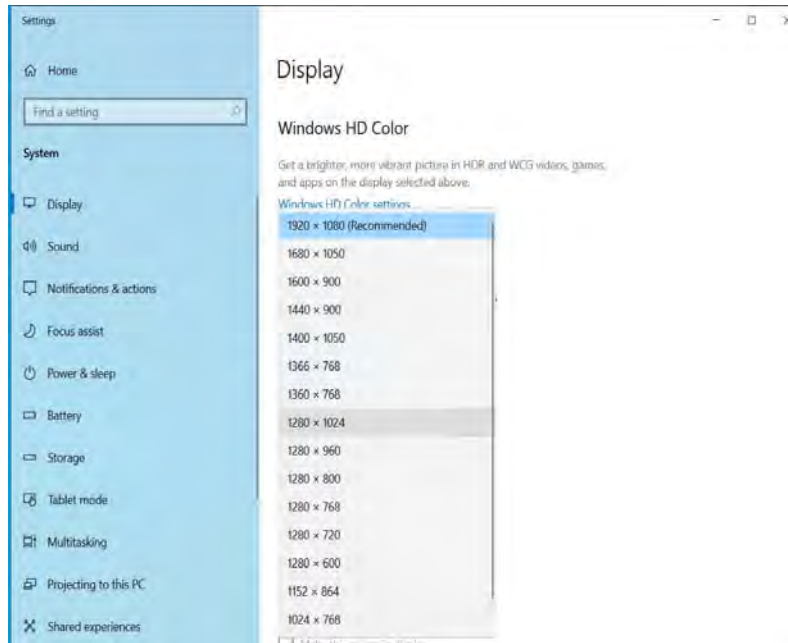 Settings
Home
Find a setting
System
Display
Sound
Notifications & actions
Focus assist
Power & sleep
Battery
Storage
Tablet mode
Multitasking
Projecting to this PC
Shared experiences
Display
Windows HD Color
Get a brighter, more vibrant picture in HDR and WCG videos, games,
and apps on the display selected above.
Windows HD Color settings
1920 × 1080 (Recommended)
1680 × 1050
1600 × 900
1440 × 900
1400 × 1050
1366 × 768
1360 × 768
1280 × 1024
1280 × 960
1280 × 800
1280 × 768
1280 × 720
1280 × 600
1152 × 864
1024 × 768